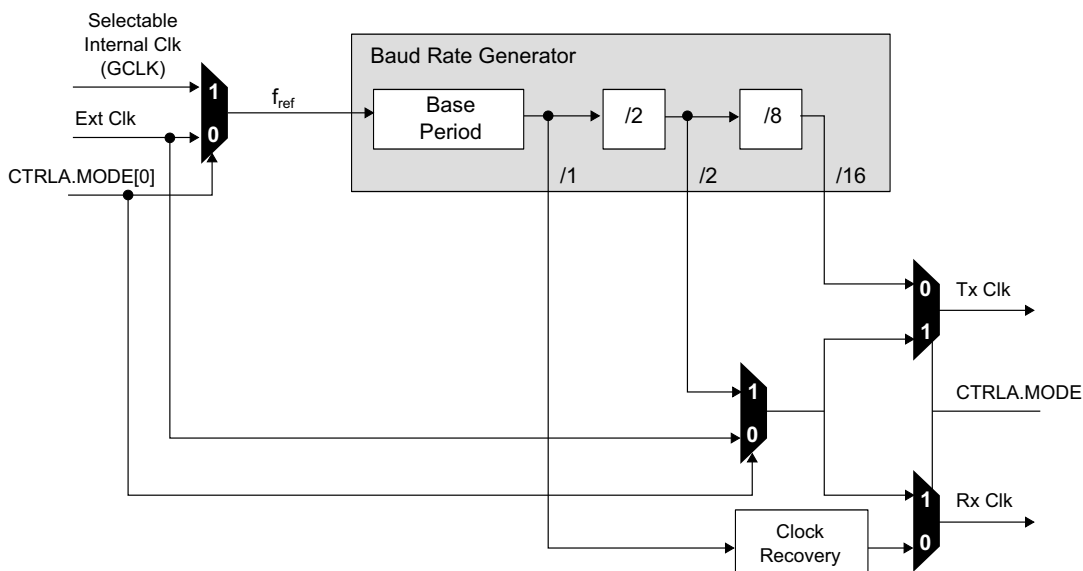 Selectable
Internal Clk
(GCLK)
Ext Clk
CTRLA.MODE[0]
1
0
fref
Baud Rate Generator
Base
Period
/2
/8
/1
/2
/16
0
1
Tx Clk
1
0
CTRLA.MODE
1
0
Rx Clk
Clock
Recovery